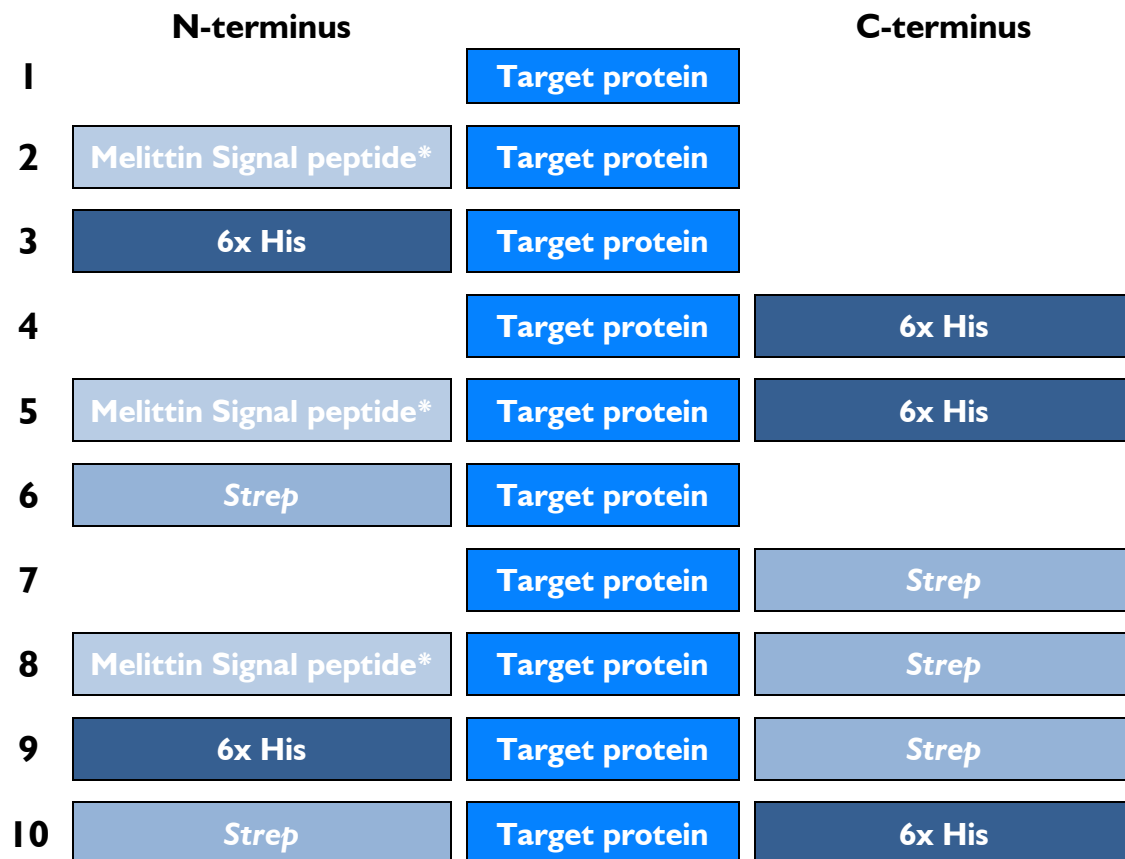 N-terminus C-terminus
1 Target protein
2 Melittin Signal peptide* Target protein
3 6x His Target protein
4 Target protein 6x His
5 Melittin Signal peptide* Target protein 6x His
6 Strep Target protein
7 Target protein Strep
8 Melittin Signal peptide* Target protein Strep
9 6x His Target protein Strep
10 Strep Target protein 6x His